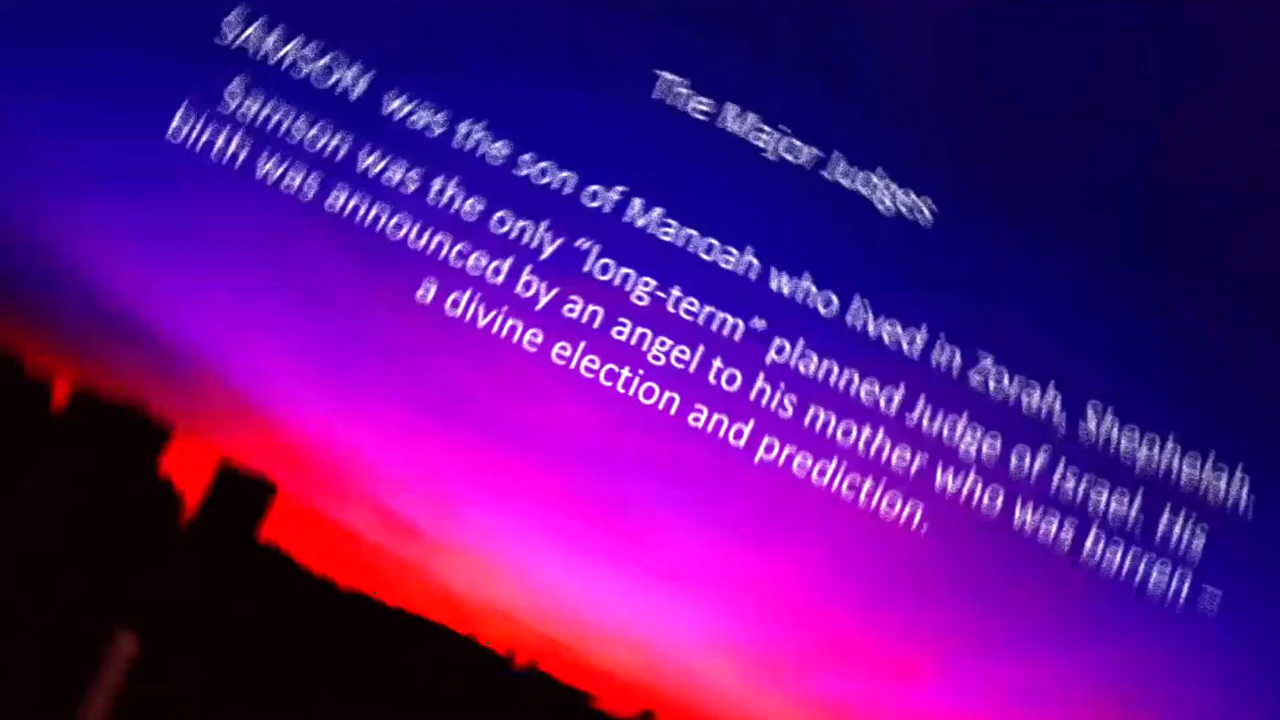 The Major Judges
SAMSON was the son of Manoah who lived in Zorah, Shephelah.
Samson was the only “long-term” planned Judge of Israel. His
birth was announced by an angel to his mother who was barren –
a divine election and prediction.